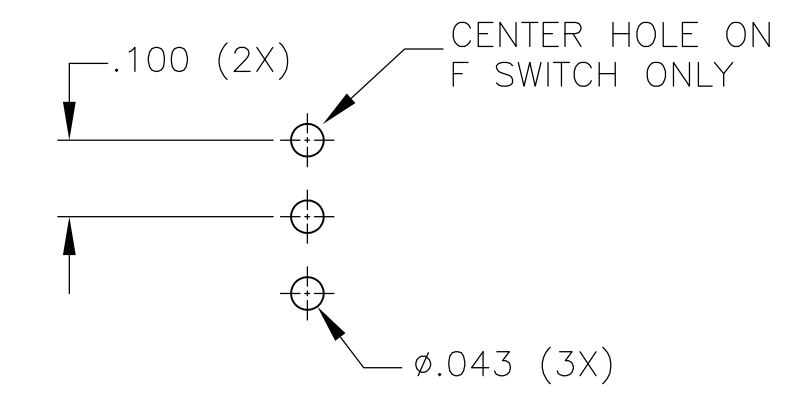 CENTER HOLE ON
F SWITCH ONLY
.100 (2X)
⌀.043 (3X)